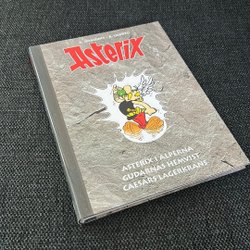 Asterix
ASTERIX I ALPERNA
GUDARNAS HEMVIST
CAESARS LAGERKRANS